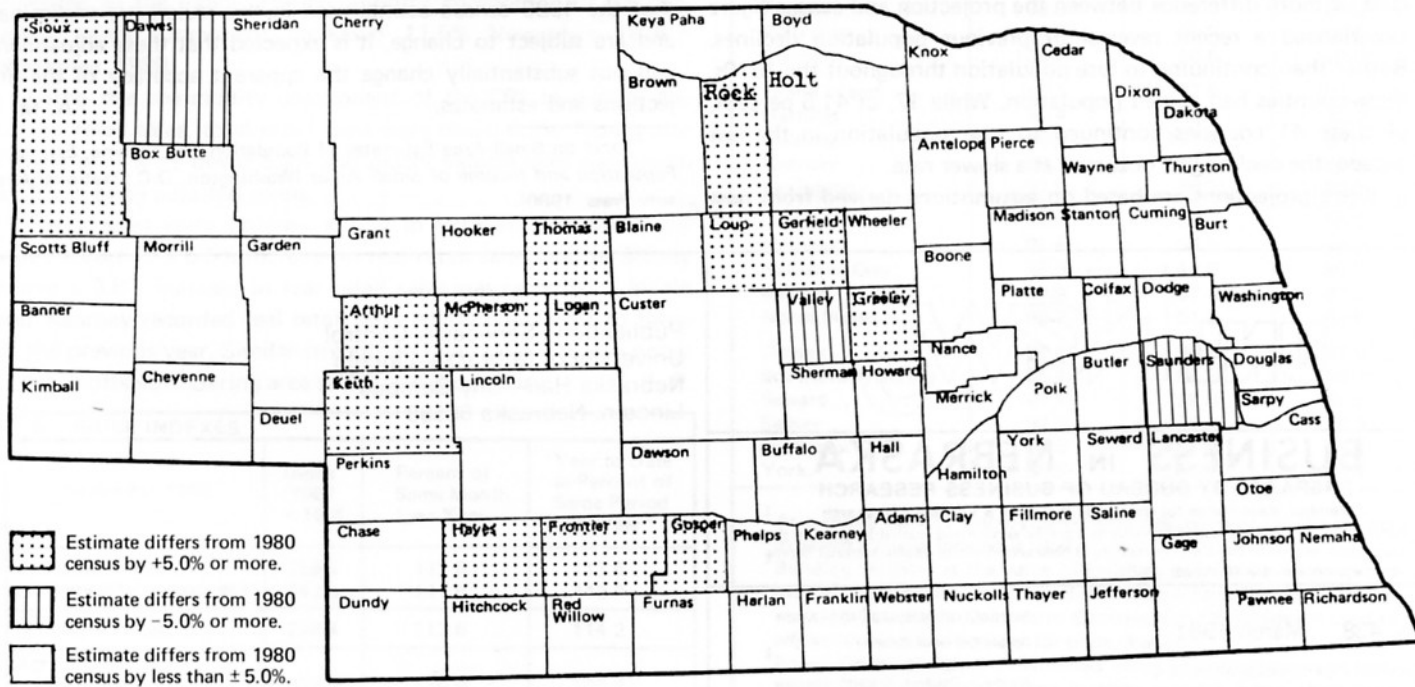 Sioux Dawes Sheridan Cherry Keya Paha Boyd
Knox Cedar
Brown Rock Holt
Dixon
Dakota
Box Butte
Antelope Pierce
Wayne Thurston
Scotts Bluff Morrill Garden Grant Hooker Thomas Blaine Loup Garfield Wheeler
Madison Stanton Cuming Burt
Boone
Banner
Arthur McPherson Logan Custer Valley Greeley
Platte Colfax Dodge Washington
Nance
Kimball Cheyenne
Keith Lincoln
Sherman Howard
Merrick Polk Butler Saunders Douglas
Sarpy
Cass
Deuel
Perkins
Dawson Buffalo Hall
Hamilton York Seward Lancaster
BUSINESS IN NEBRASKA
Otoe
Chase Hayes Frontier Gosper Phelps Kearney Adams Clay Fillmore Saline
Gage Johnson Nemaha
Dundy Hitchcock Red Willow Furnas Harlan Franklin Webster Nuckolls Thayer Jefferson
Pawnee Richardson
Estimate differs from 1980
census by +5.0% or more.
Estimate differs from 1980
census by -5.0% or more.
Estimate differs from 1980
census by less than ± 5.0%.